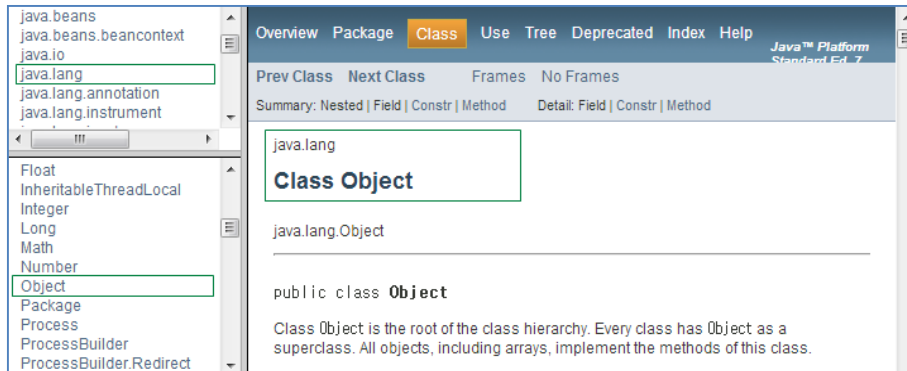 java.beans
java.beans.beancontext
java.io
java.lang
java.lang.annotation
java.lang.instrument
Float
InheritableThreadLocal
Integer
Long
Math
Number
Object
Package
Process
ProcessBuilder
ProcessBuilder.Redirect
Overview Package Class Use Tree Deprecated Index Help
Java™ Platform
Standard Ed. 7
Prev Class Next Class Frames No Frames
Summary: Nested | Field | Constr | Method Detail: Field | Constr | Method
java.lang
Class Object
java.lang.Object
public class Object
Class Object is the root of the class hierarchy. Every class has Object as a
superclass. All objects, including arrays, implement the methods of this class.